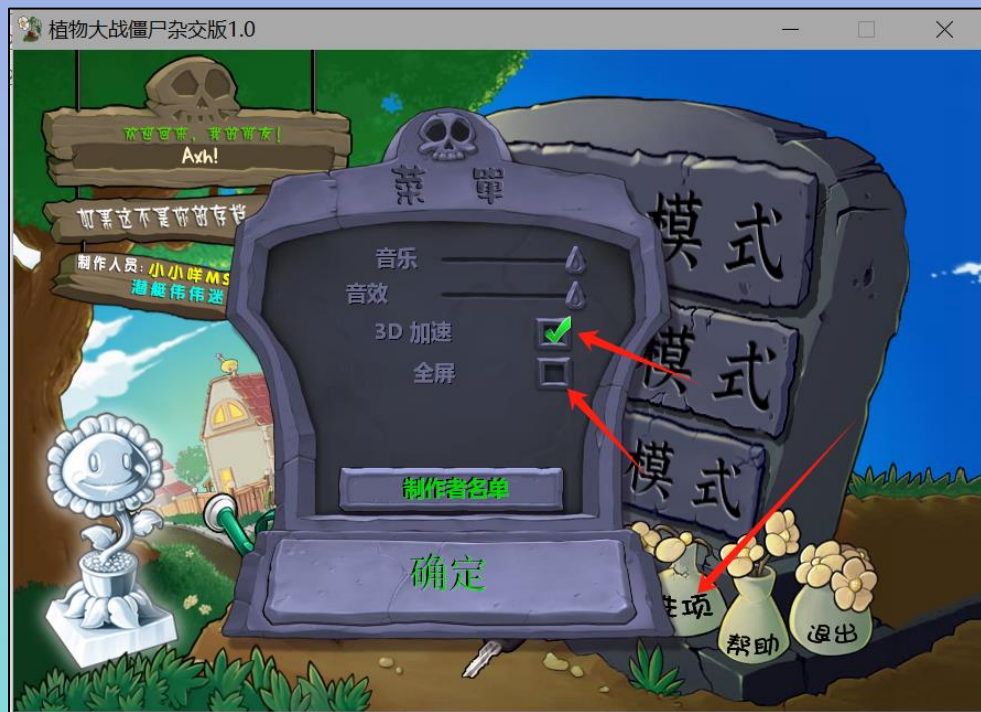 植物大战僵尸杂交版1.0
欢迎回来，我的朋友！
Axh!
如果这不是你的存档
制作人员：小小咩MS
潜艇伟伟迷
菜單
音乐
音效
3D 加速
全屏
制作者名单
确定
模式
模式
模式
选项
帮助
退出